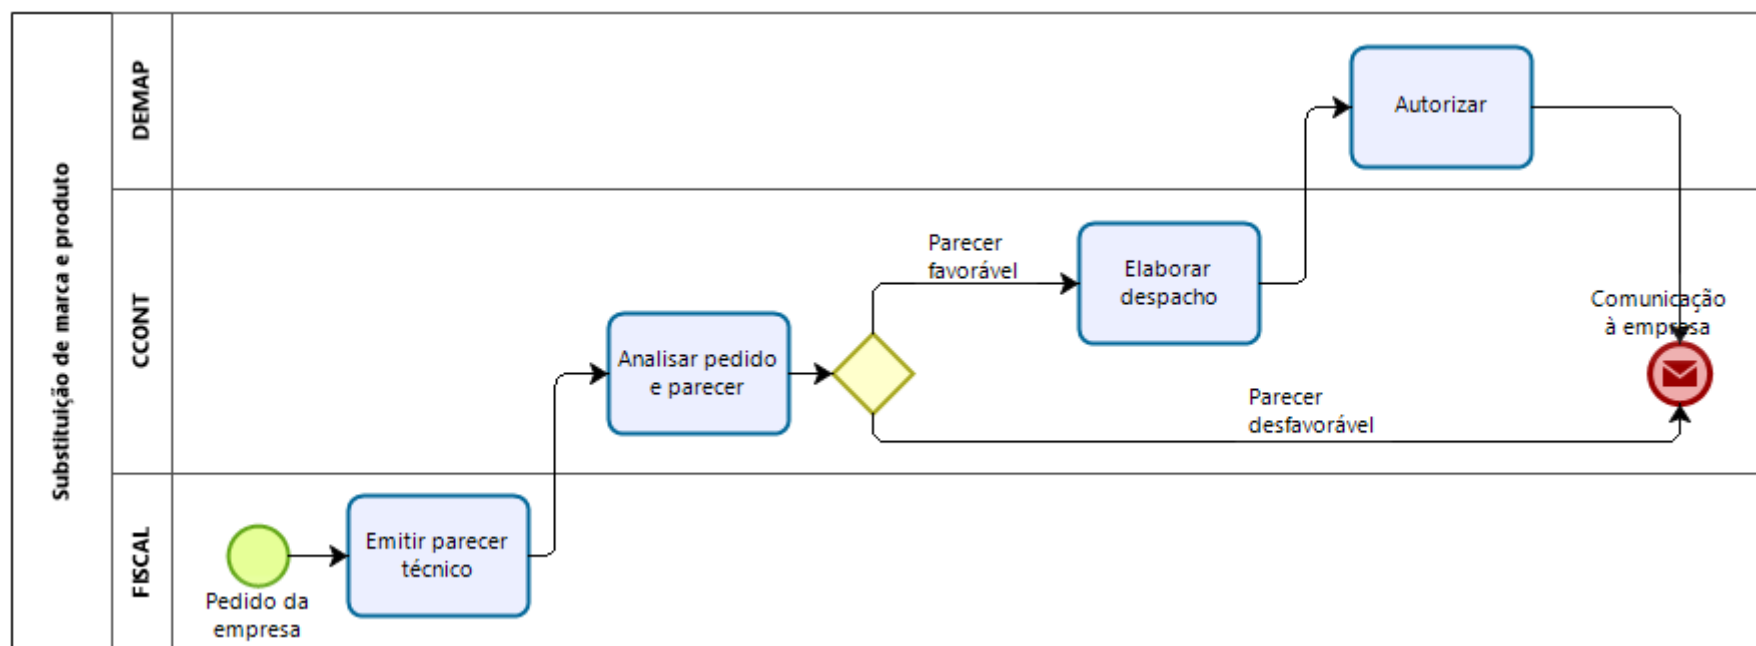 Substituição de marca e produto
DEMAP
Autorizar
CCONT
Parecer
favorável
Elaborar
despacho
Comunicação
à empresa
Analisar pedido
e parecer
Parecer
desfavorável
FISCAL
Emitir parecer
técnico
Pedido da
empresa